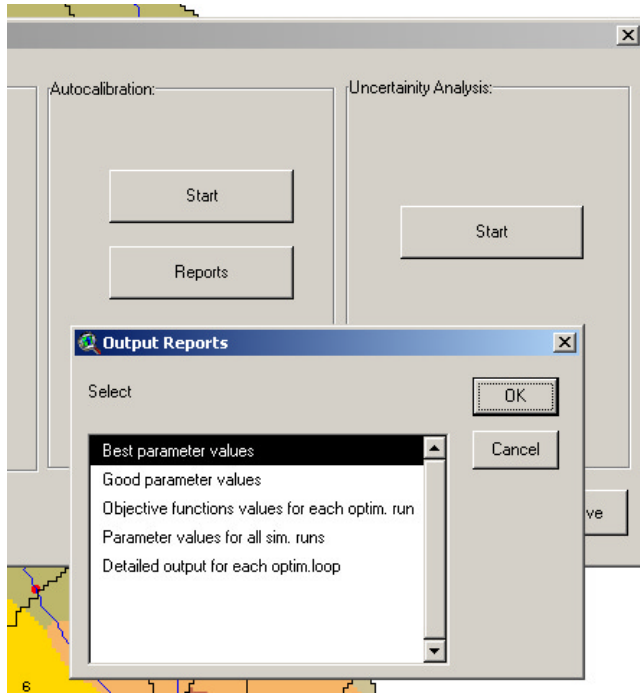 Autocalibration:
Uncertainity Analysis:
Start
Start
Reports
Output Reports
Select
OK
Cancel
Best parameter values
Good parameter values
Objective functions values for each optim. run
Parameter values for all sim. runs
Detailed output for each optim.loop
ve
6